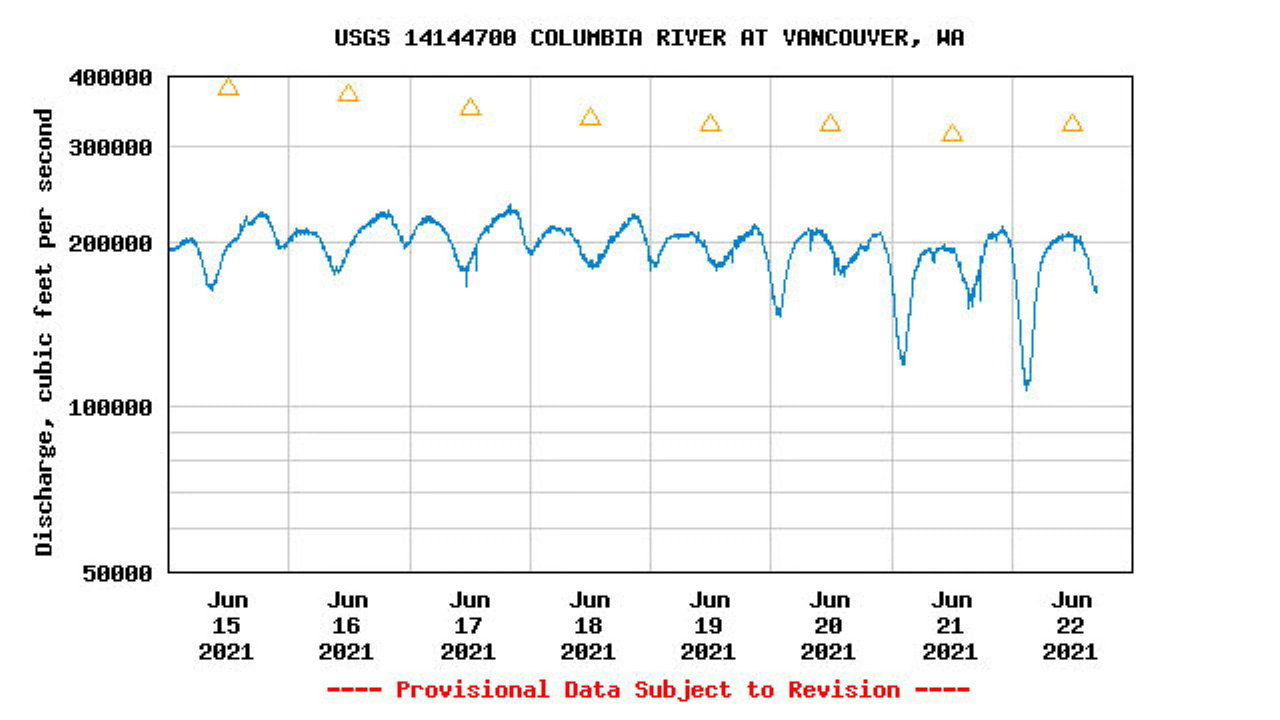 USGS 14144700 COLUMBIA RIVER AT VANCOUVER, WA
Discharge, cubic feet per second
400000
300000
200000
100000
50000
Jun Jun Jun Jun Jun Jun Jun Jun
15 16 17 18 19 20 21 22
2021 2021 2021 2021 2021 2021 2021 2021
---- Provisional Data Subject to Revision ----